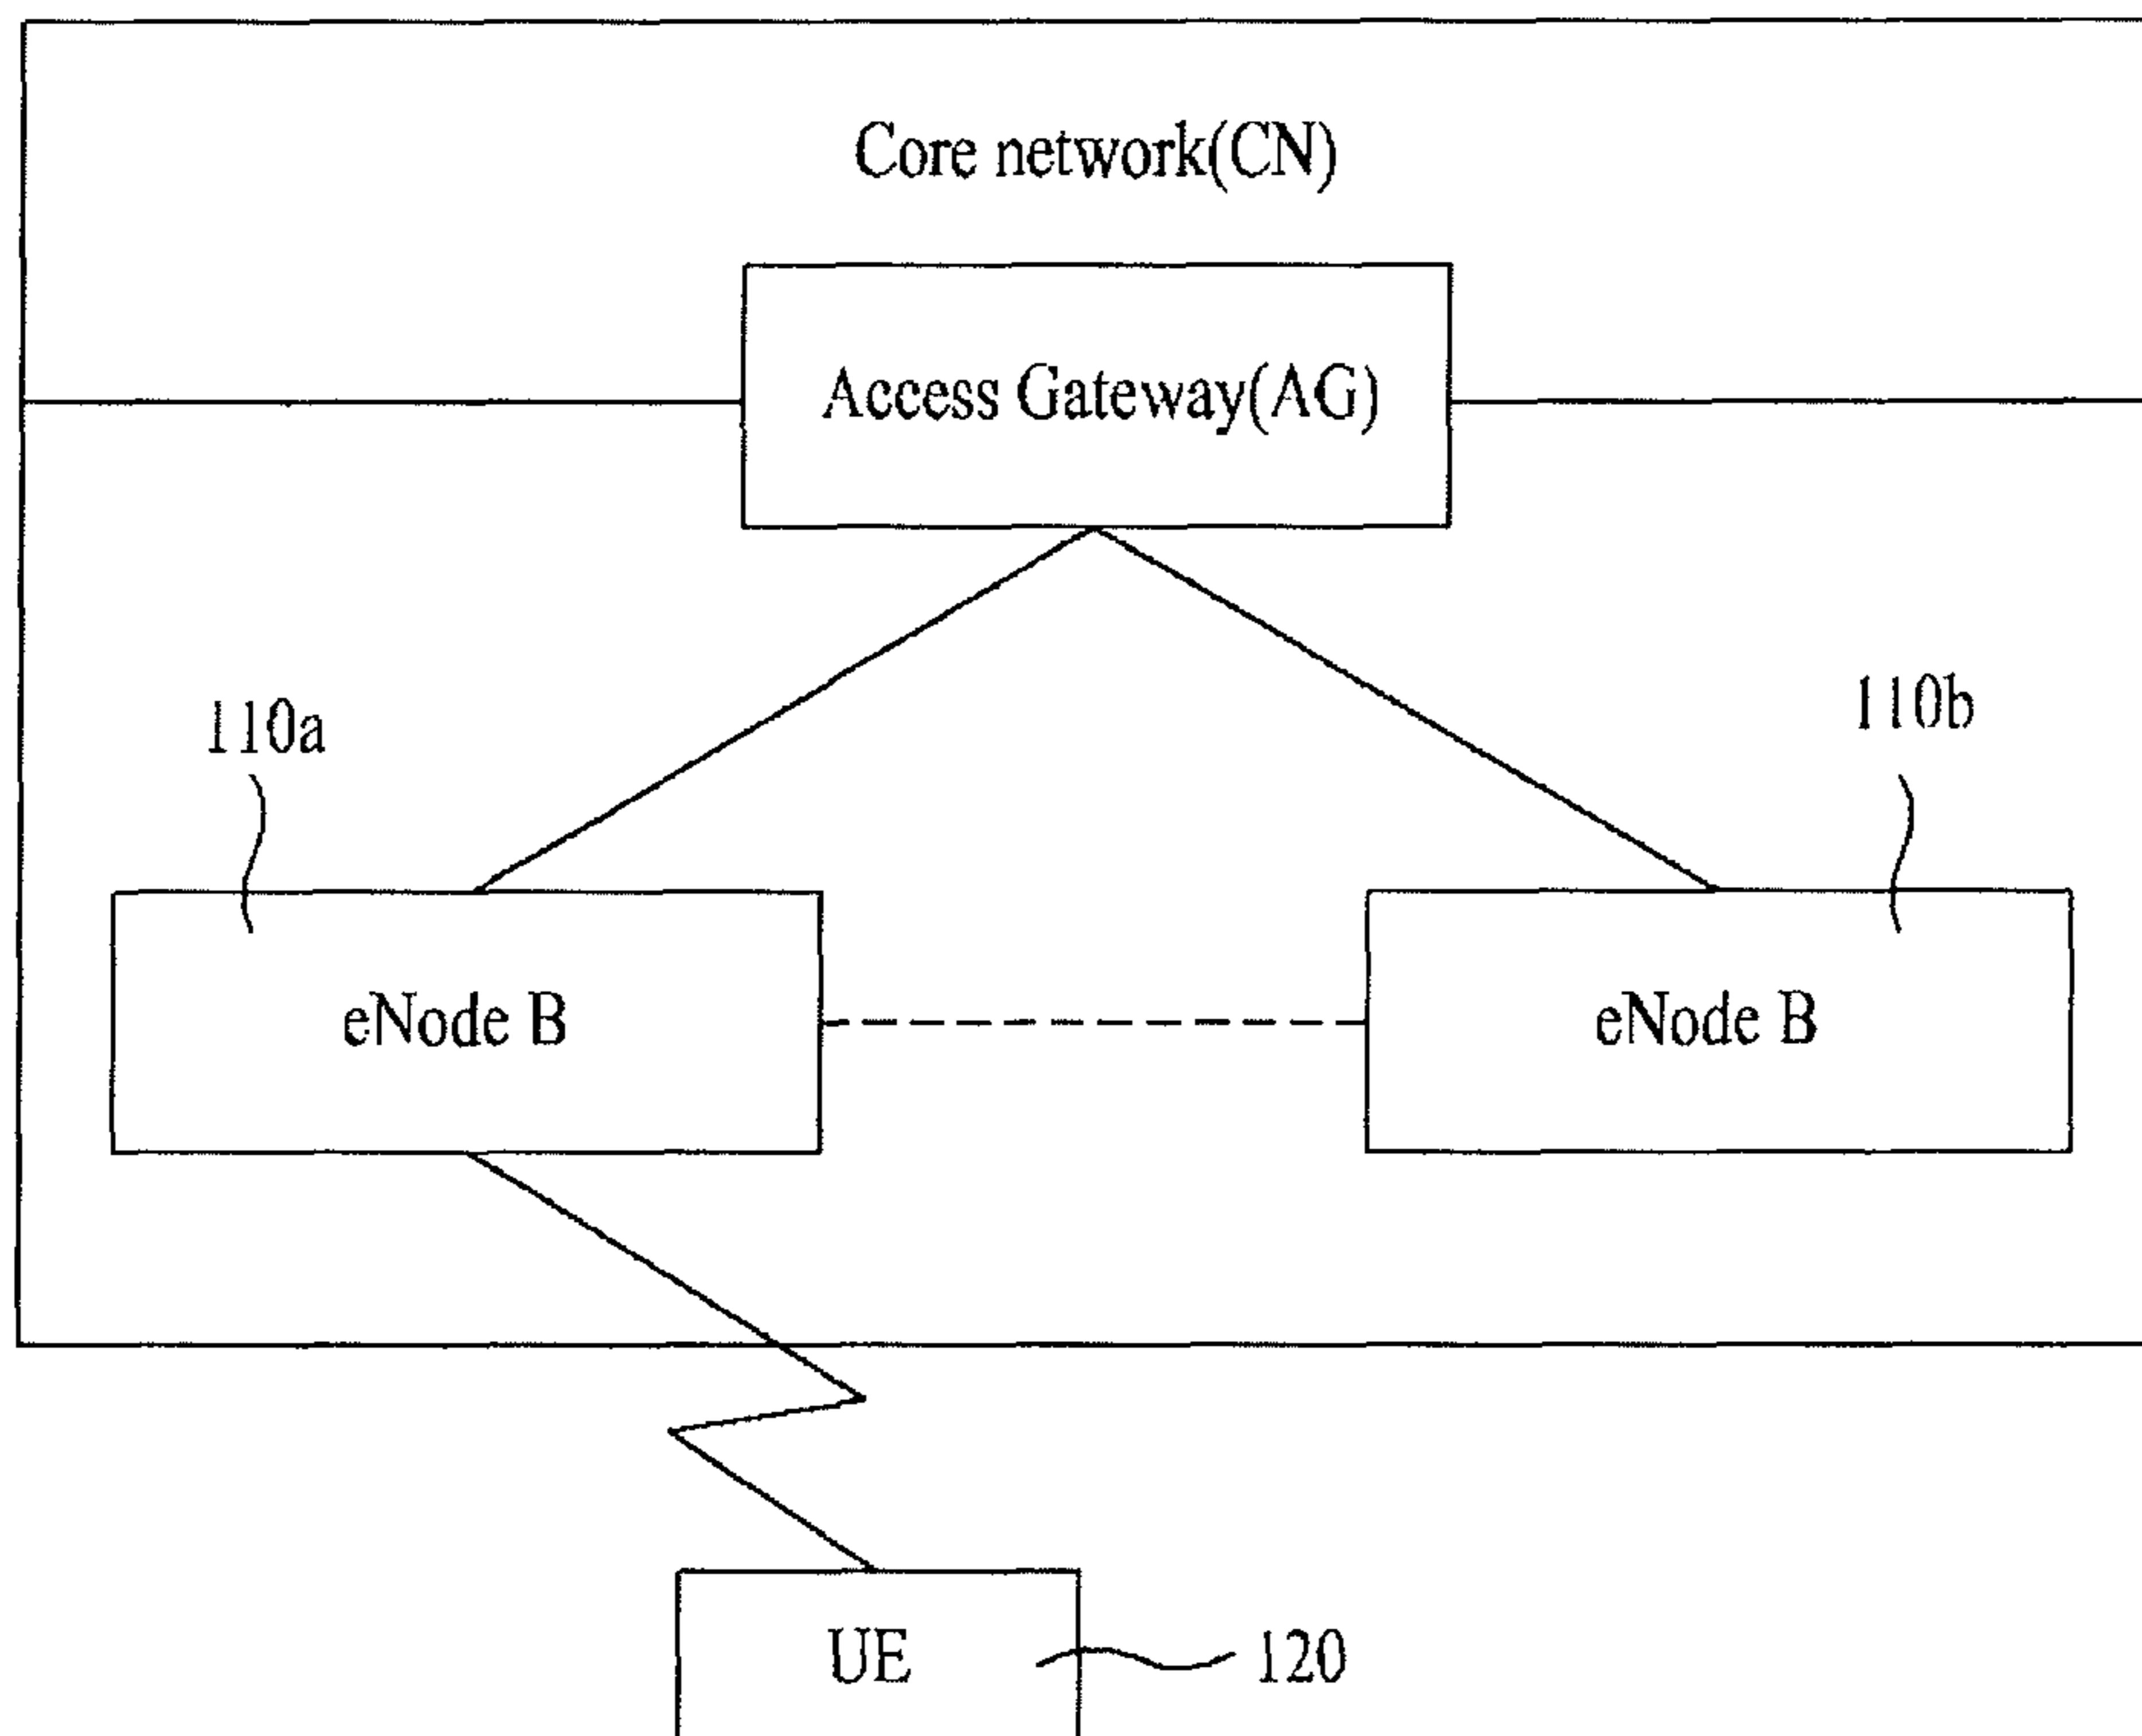 Core network(CN)
Access Gateway(AG)
110a
110b
eNode B
eNode B
UE
120